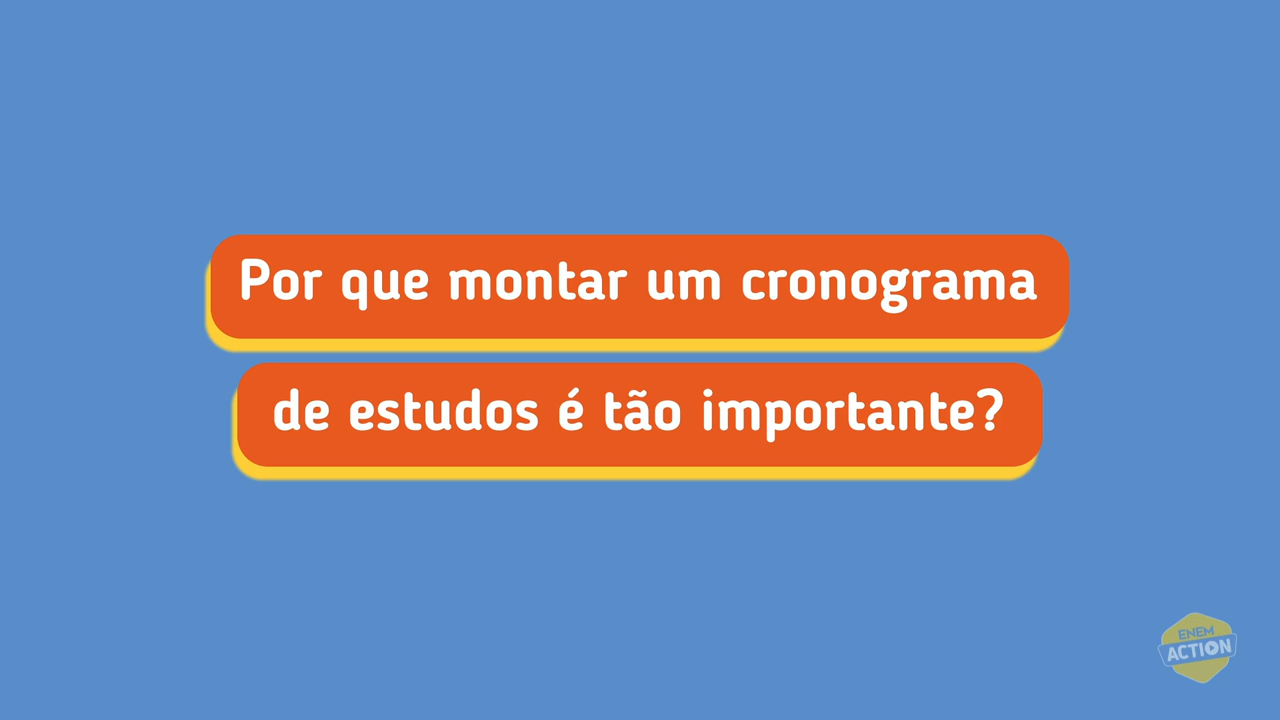 Por que montar um cronograma
de estudos é tão importante?
ENEM
ACTION